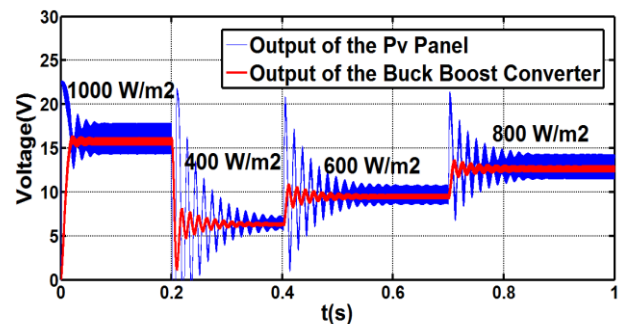 30
25
20
15
10
5
0
Voltage(V)
Output of the Pv Panel
Output of the Buck Boost Converter
1000 W/m2
400 W/m2
600 W/m2
800 W/m2
0
0.2
0.4
0.6
0.8
1
t(s)